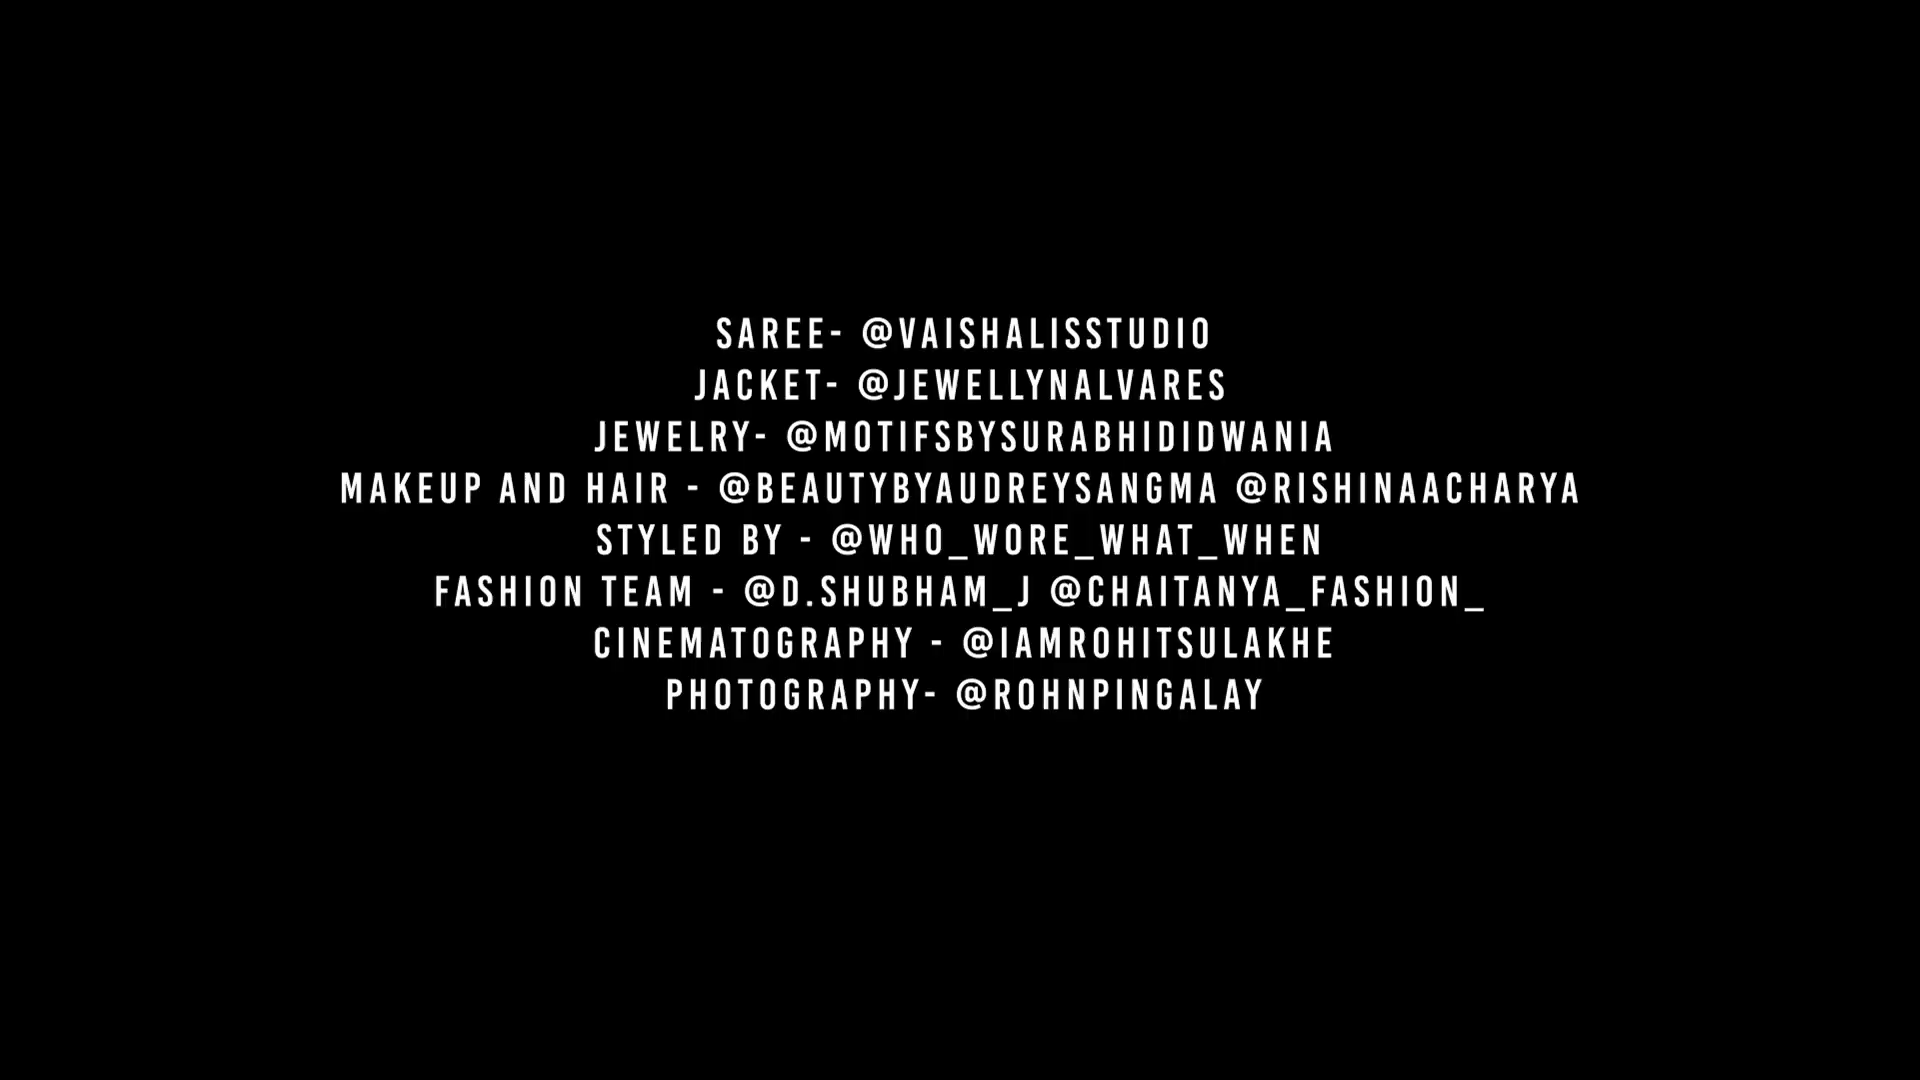 SAREE- @VAISHALISSTUDIO
JACKET- @JEWELLYNALVARES
JEWELRY- @MOTIFSBYSURABHIDIDWANIA
MAKEUP AND HAIR - @BEAUTYBYAUDREYSANGMA @RISHINAACHARYA
STYLED BY - @WHO_WORE_WHAT_WHEN
FASHION TEAM - @D.SHUBHAM_J @CHAITANYA_FASHION_
CINEMATOGRAPHY - @IAMROHITSULAKHE
PHOTOGRAPHY- @ROHNPINGALAY